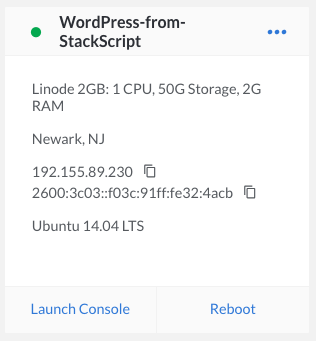 WordPress-from-
StackScript
Linode 2GB: 1 CPU, 50G Storage, 2G
RAM
Newark, NJ
192.155.89.230
2600:3c03::f03c:91ff:fe32:4acb
Ubuntu 14.04 LTS
Launch Console
Reboot